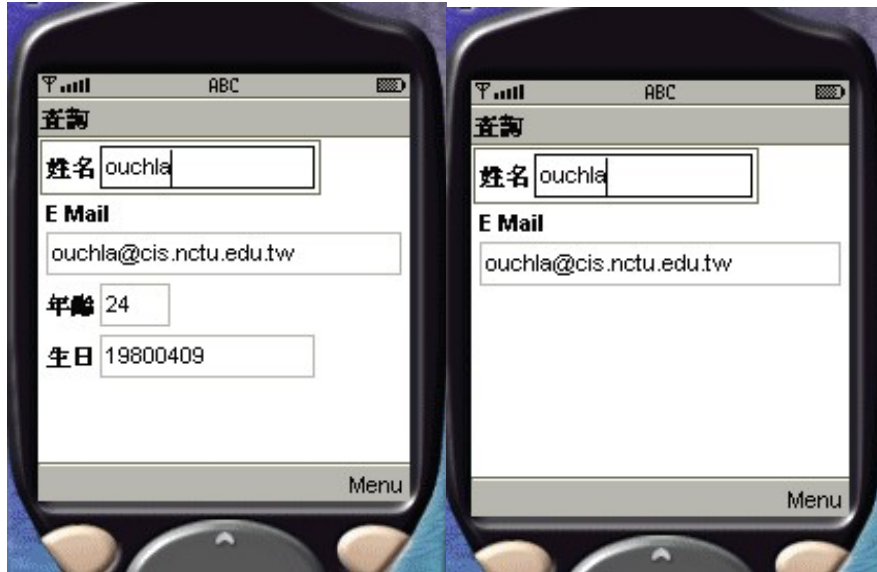 ABC
查詢
姓名 ouchla
E Mail
ouchla@cis.nctu.edu.tw
年齡 24
生日 19800409
Menu
ABC
查詢
姓名 ouchla
E Mail
ouchla@cis.nctu.edu.tw
Menu